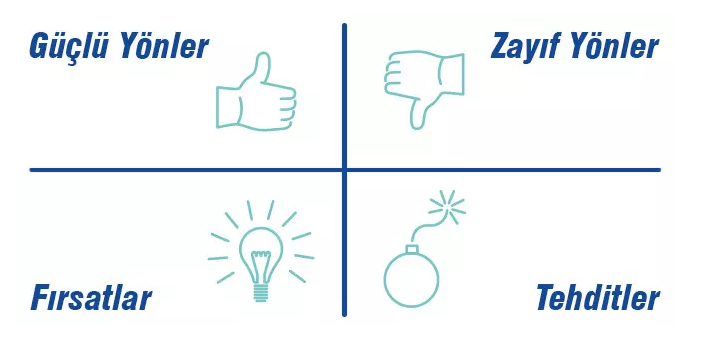 Güçlü Yönler
Zayıf Yönler
Fırsatlar
Tehditler